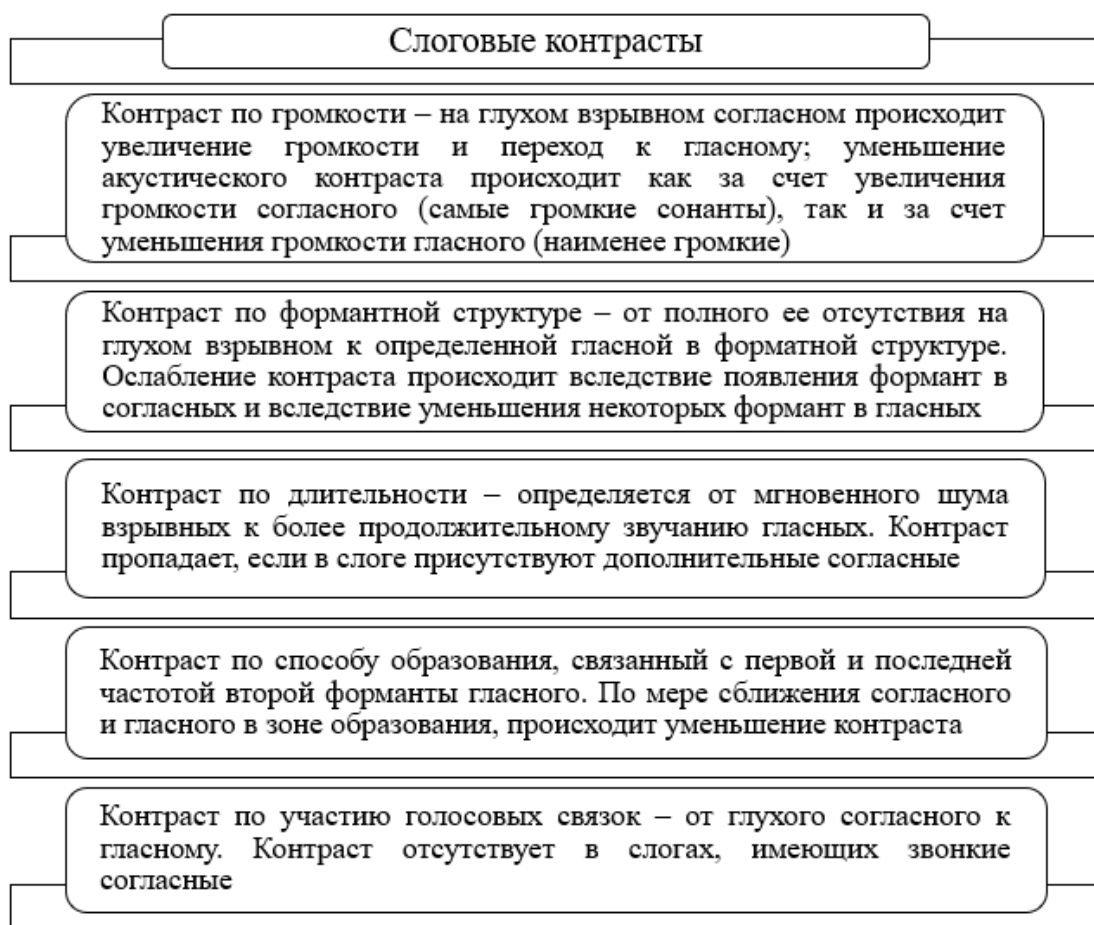 Слоговые контрасты
Контраст по громкости – на глухом взрывном согласном происходит
увеличение громкости и переход к гласному; уменьшение
акустического контраста происходит как за счет увеличения
громкости согласного (самые громкие сонанты), так и за счет
уменьшения громкости гласного (наименее громкие)
Контраст по формантной структуре – от полного ее отсутствия на
глухом взрывном к определенной гласной в форматной структуре.
Ослабление контраста происходит вследствие появления формант в
согласных и вследствие уменьшения некоторых формант в гласных
Контраст по длительности – определяется от мгновенного шума
взрывных к более продолжительному звучанию гласных. Контраст
пропадает, если в слоге присутствуют дополнительные согласные
Контраст по способу образования, связанный с первой и последней
частотой второй форманты гласного. По мере сближения согласного
и гласного в зоне образования, происходит уменьшение контраста
Контраст по участию голосовых связок – от глухого согласного к
гласному. Контраст отсутствует в слогах, имеющих звонкие
согласные